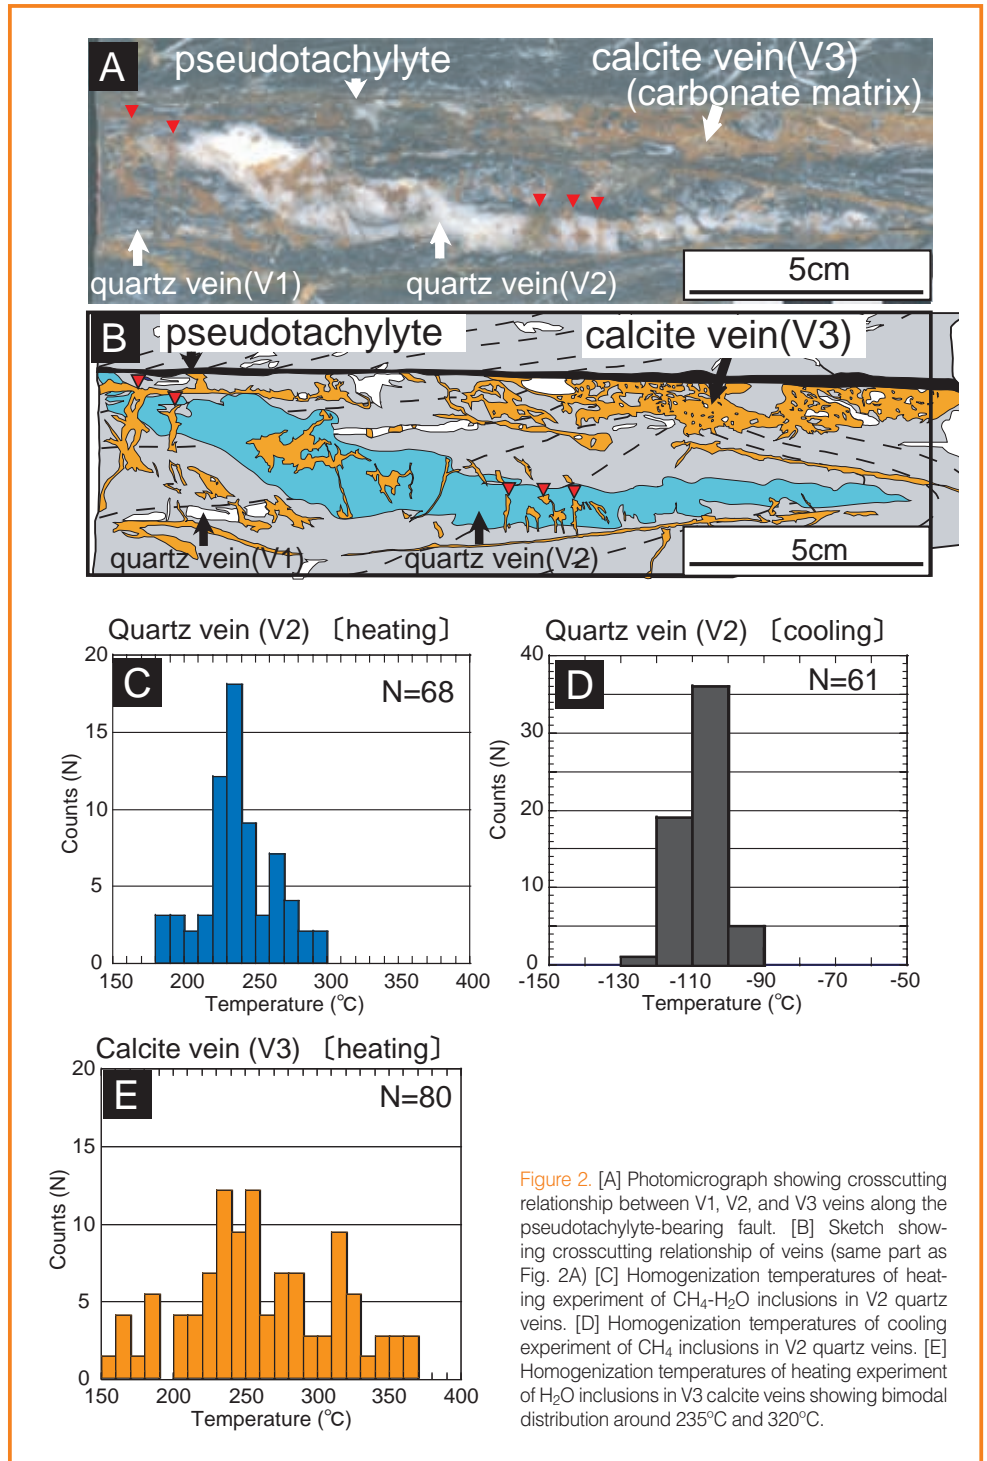 A
pseudotachylyte
calcite vein(V3)
(carbonate matrix)
quartz vein(V1)
quartz vein(V2)
5cm
B
pseudotachylyte
calcite vein(V3)
quartz vein(V1)
quartz vein(V2)
5cm
Quartz vein (V2) 〔heating〕
C
N=68
Counts (N)
20
15
10
5
0
150 200 250 300 350 400
Temperature (℃)
Quartz vein (V2) 〔cooling〕
D
N=61
Counts (N)
40
30
20
10
0
-150 -130 -110 -90 -70 -50
Temperature (℃)
Calcite vein (V3) 〔heating〕
E
N=80
Counts (N)
20
15
10
5
0
150 200 250 300 350 400
Temperature (℃)
Figure 2. [A] Photomicrograph showing crosscutting
relationship between V1, V2, and V3 veins along the
pseudotachylyte-bearing fault. [B] Sketch show-
ing crosscutting relationship of veins (same part as
Fig. 2A) [C] Homogenization temperatures of heat-
ing experiment of CH₄-H₂O inclusions in V2 quartz
veins. [D] Homogenization temperatures of cooling
experiment of CH₄ inclusions in V2 quartz veins. [E]
Homogenization temperatures of heating experiment
of H₂O inclusions in V3 calcite veins showing bimodal
distribution around 235ºC and 320ºC.